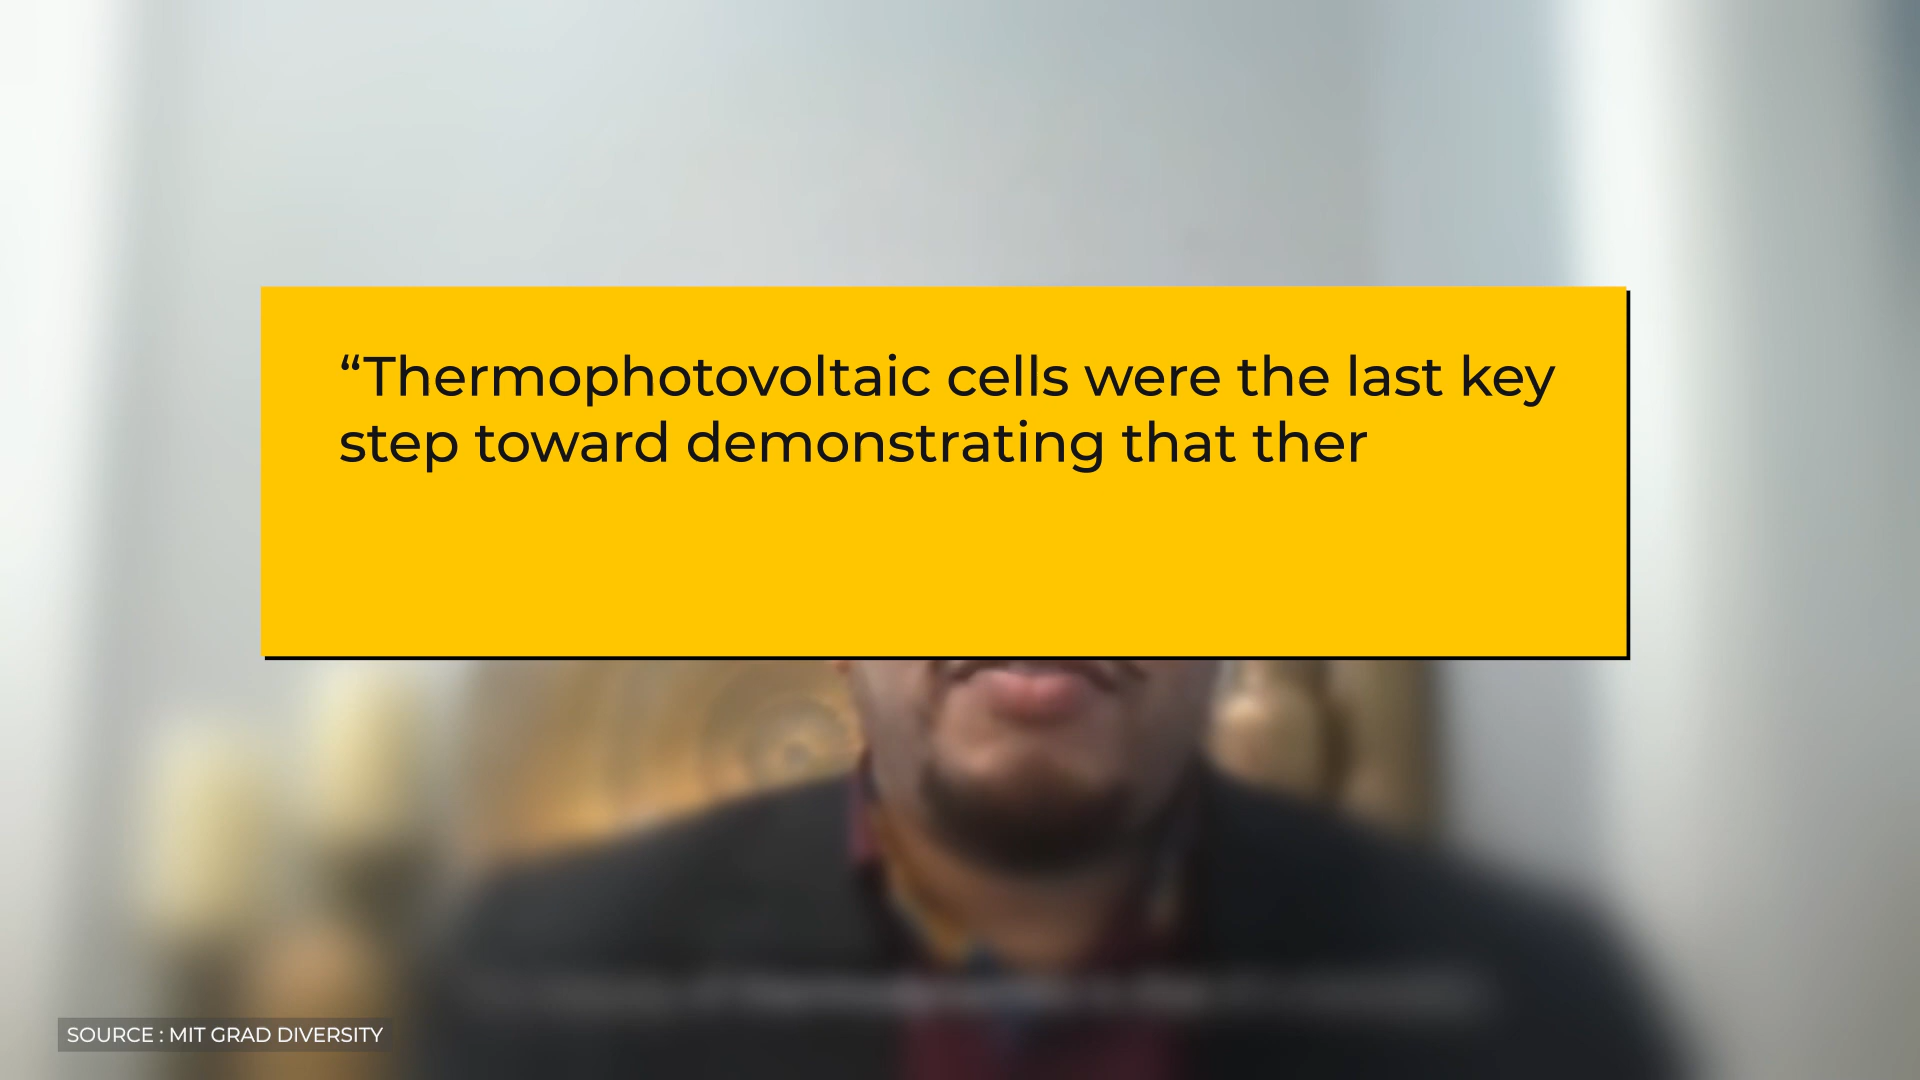 “Thermophotovoltaic cells were the last key
step toward demonstrating that ther
SOURCE : MIT GRAD DIVERSITY